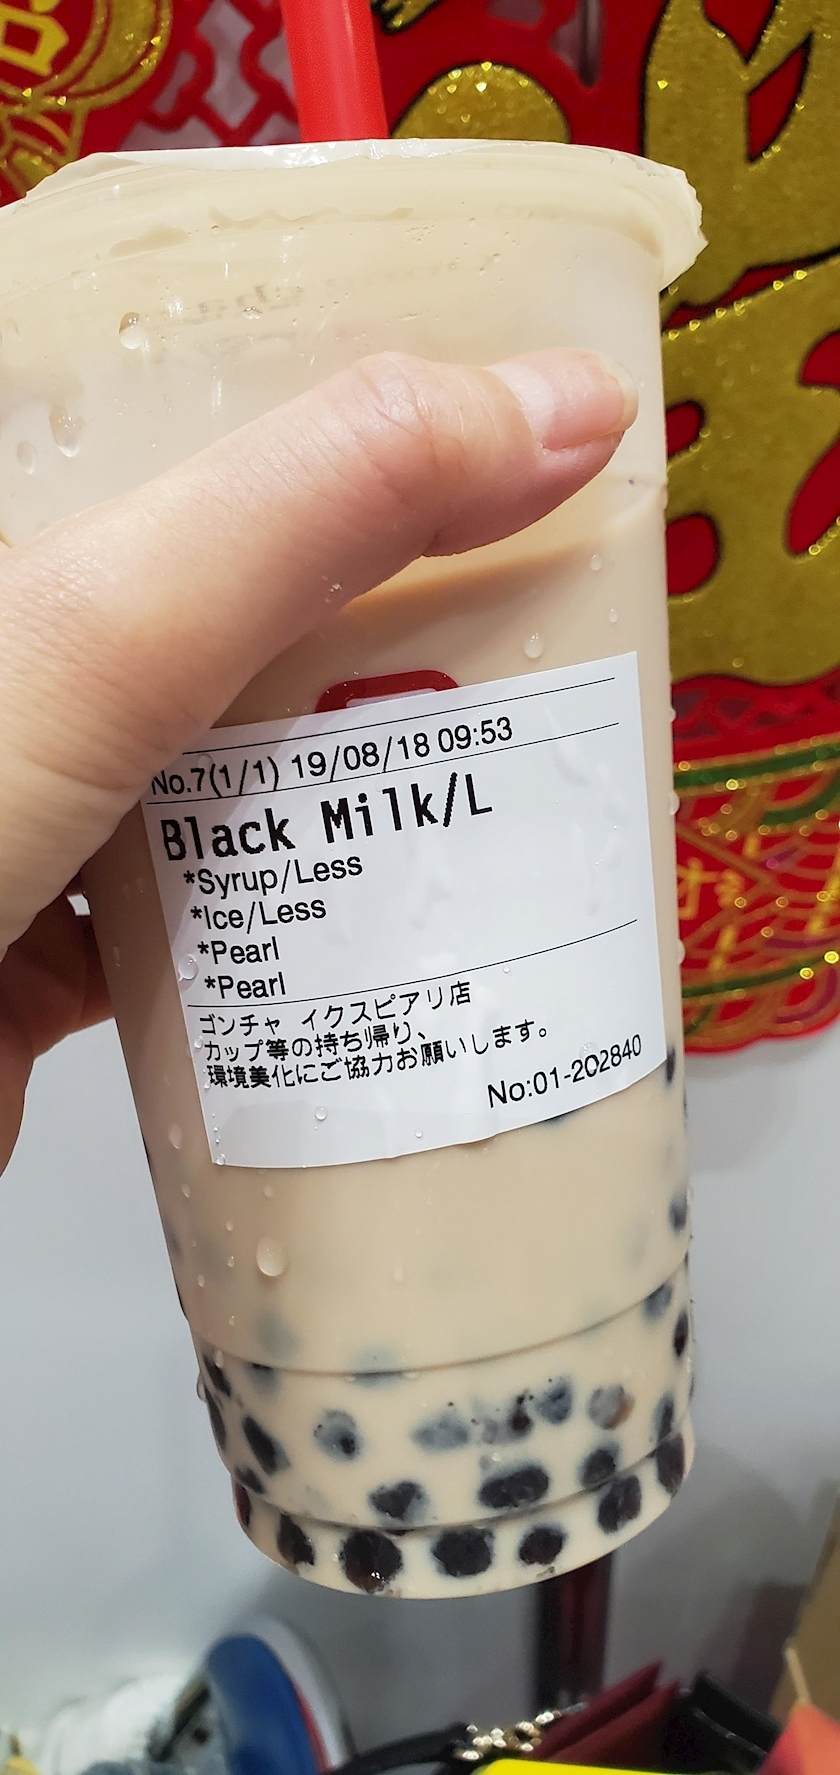 No.7(1/1) 19/08/18 09:53
Black Milk/L
*Syrup/Less
*Ice/Less
*Pearl
*Pearl
ゴンチャ イクスピアリ店
カップ等の持ち帰り、
環境美化にご協力お願いします。
No:01-202840